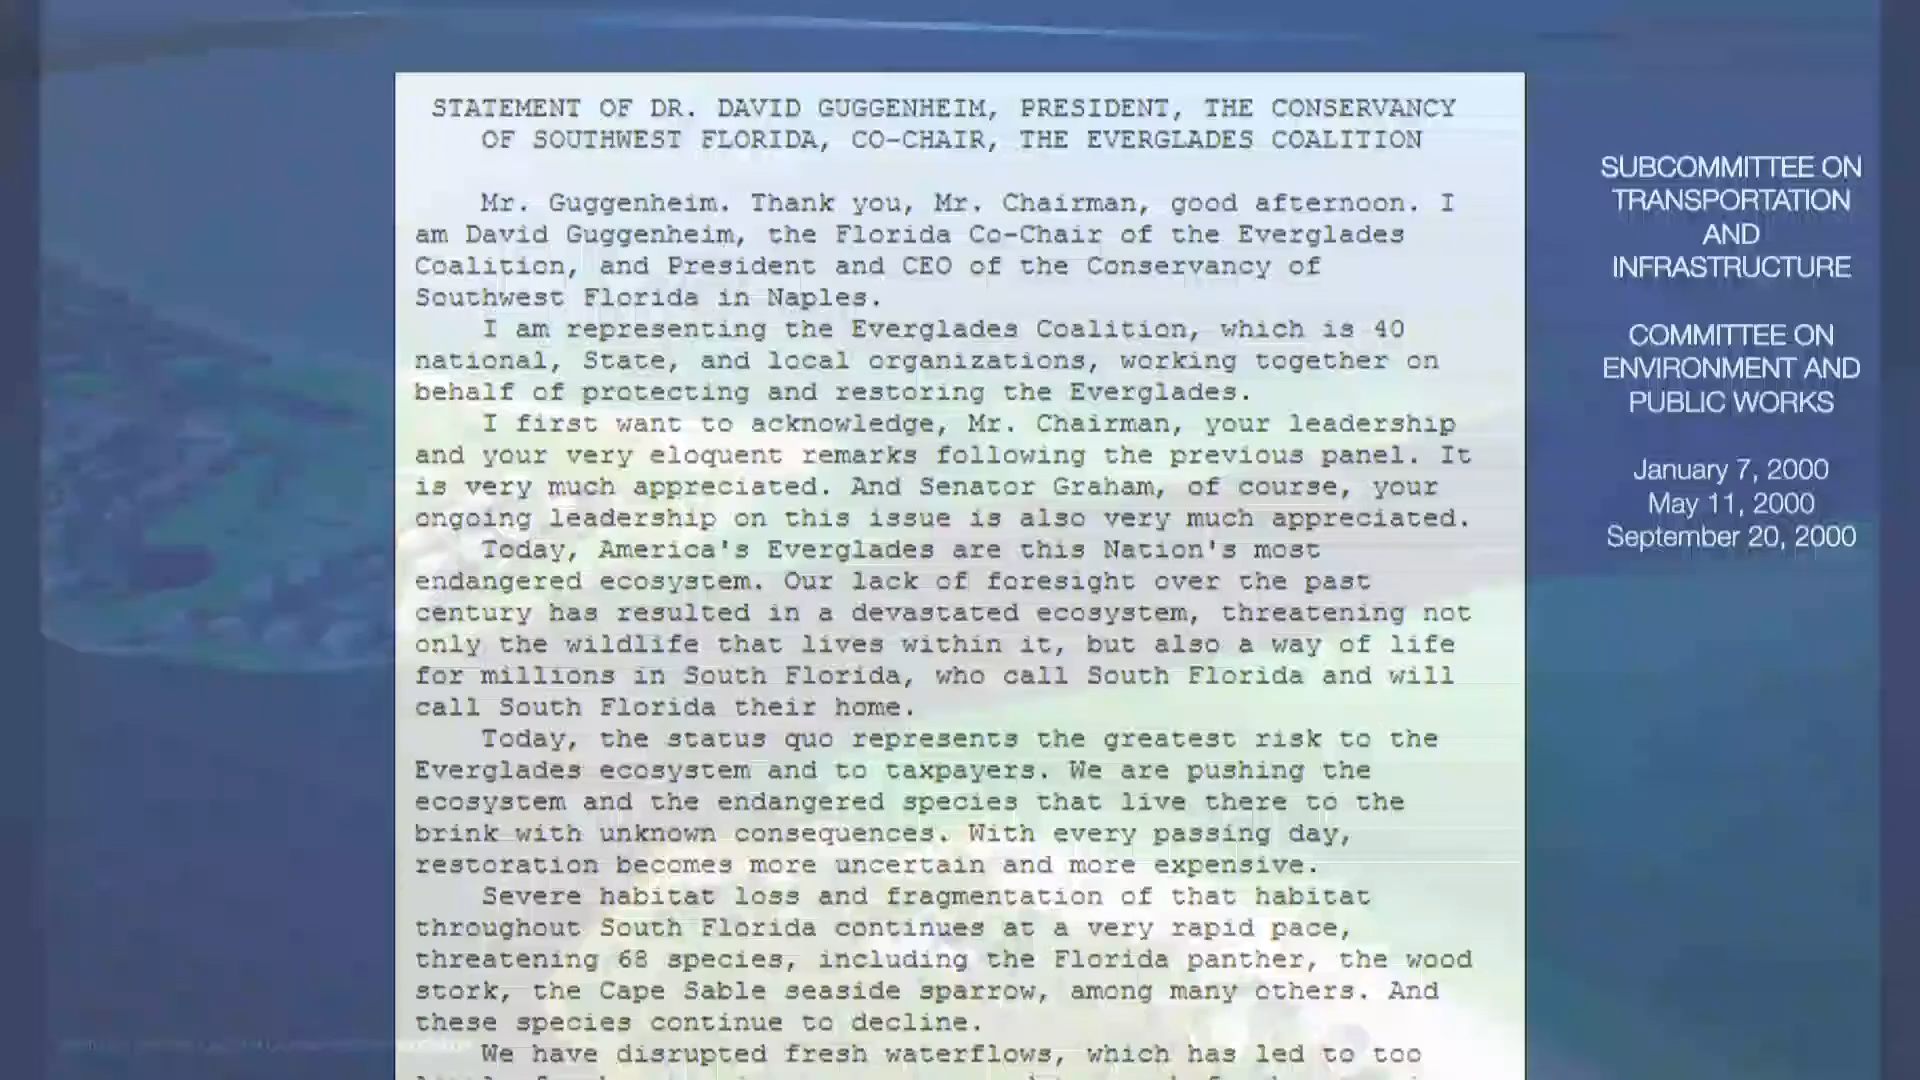 STATEMENT OF DR. DAVID GUGGENHEIM, PRESIDENT, THE CONSERVANCY
OF SOUTHWEST FLORIDA, CO-CHAIR, THE EVERGLADES COALITION
Mr. Guggenheim. Thank you, Mr. Chairman, good afternoon. I
am David Guggenheim, the Florida Co-Chair of the Everglades
Coalition, and President and CEO of the Conservancy of
Southwest Florida in Naples.
I am representing the Everglades Coalition, which is 40
national, State, and local organizations, working together on
behalf of protecting and restoring the Everglades.
I first want to acknowledge, Mr. Chairman, your leadership
and your very eloquent remarks following the previous panel. It
is very much appreciated. And Senator Graham, of course, your
ongoing leadership on this issue is also very much appreciated.
Today, America's Everglades are this Nation's most
endangered ecosystem. Our lack of foresight over the past
century has resulted in a devastated ecosystem, threatening not
only the wildlife that lives within it, but also a way of life
for millions in South Florida, who call South Florida and will
call South Florida their home.
Today, the status quo represents the greatest risk to the
Everglades ecosystem and to taxpayers. We are pushing the
ecosystem and the endangered species that live there to the
brink with unknown consequences. With every passing day,
restoration becomes more uncertain and more expensive.
Severe habitat loss and fragmentation of that habitat
throughout South Florida continues at a very rapid pace,
threatening 68 species, including the Florida panther, the wood
stork, the Cape Sable seaside sparrow, among many others. And
these species continue to decline.
We have disrupted fresh waterflows, which has led to too
SUBCOMMITTEE ON
TRANSPORTATION
AND
INFRASTRUCTURE
COMMITTEE ON
ENVIRONMENT AND
PUBLIC WORKS
January 7, 2000
May 11, 2000
September 20, 2000